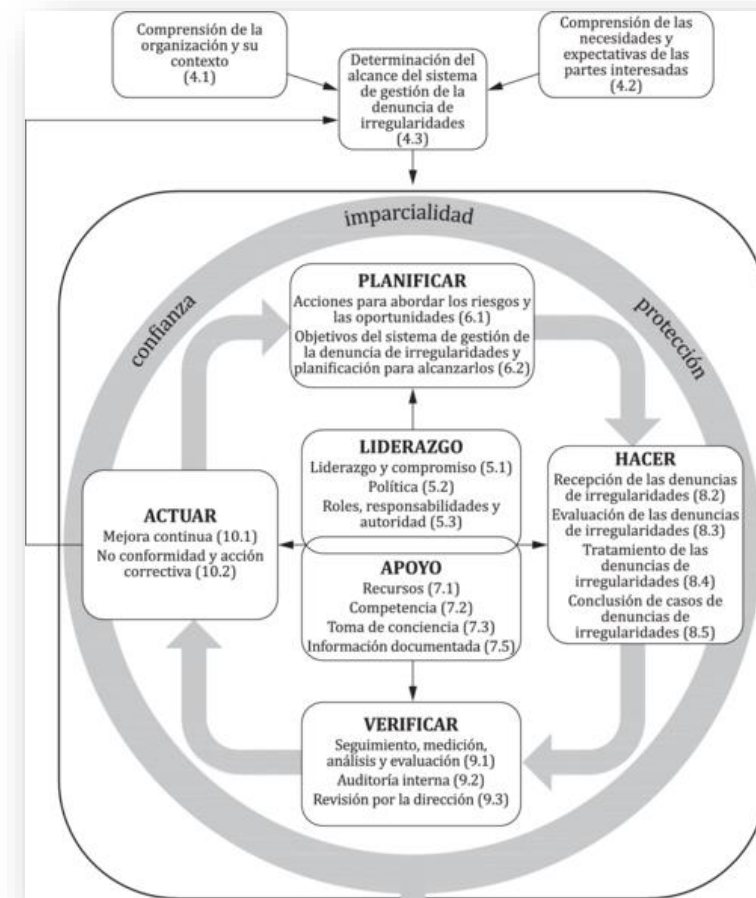 Comprensión de la
organización y su
contexto
(4.1)
Determinación del
alcance del sistema
de gestión de la
denuncia de
irregularidades
(4.3)
Comprensión de las
necesidades y
expectativas de las
partes interesadas
(4.2)
imparcialidad
confianza
protección
PLANIFICAR
Acciones para abordar los riesgos y
las oportunidades (6.1)
Objetivos del sistema de gestión de
la denuncia de irregularidades y
planificación para alcanzarlos (6.2)
LIDERAZGO
Liderazgo y compromiso (5.1)
Política (5.2)
Roles, responsabilidades y
autoridad (5.3)
HACER
Recepción de las denuncias
de irregularidades (8.2)
Evaluación de las denuncias
de irregularidades (8.3)
Tratamiento de las
denuncias de
irregularidades (8.4)
Conclusión de casos de
denuncias de
irregularidades (8.5)
ACTUAR
Mejora continua (10.1)
No conformidad y acción
correctiva (10.2)
APOYO
Recursos (7.1)
Competencia (7.2)
Toma de conciencia (7.3)
Información documentada (7.5)
VERIFICAR
Seguimiento, medición,
análisis y evaluación (9.1)
Auditoría interna (9.2)
Revisión por la dirección (9.3)